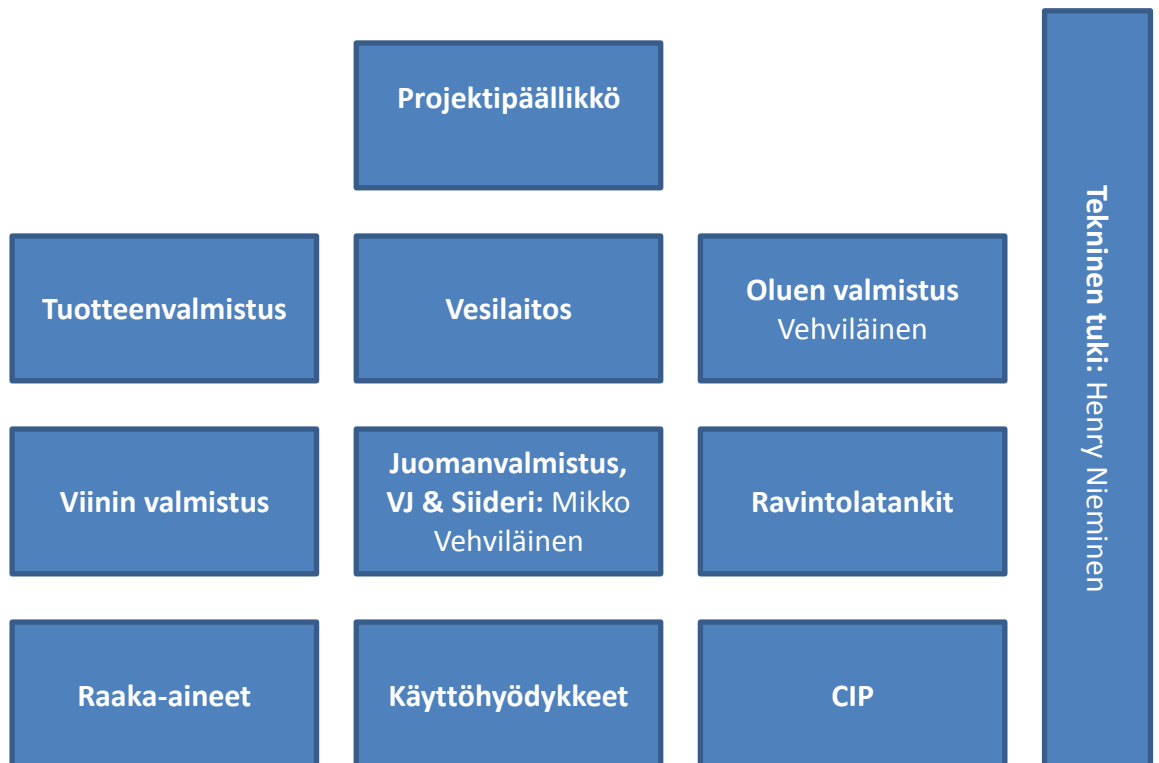 Projektipäällikkö
Tuotteenvalmistus
Vesilaitos
Oluen valmistus
Vehviläinen
Viinin valmistus
Juomanvalmistus,
VJ & Siideri: Mikko
Vehviläinen
Ravintolatankit
Raaka-aineet
Käyttöhyödykkeet
CIP
Tekninen tuki: Henry Nieminen